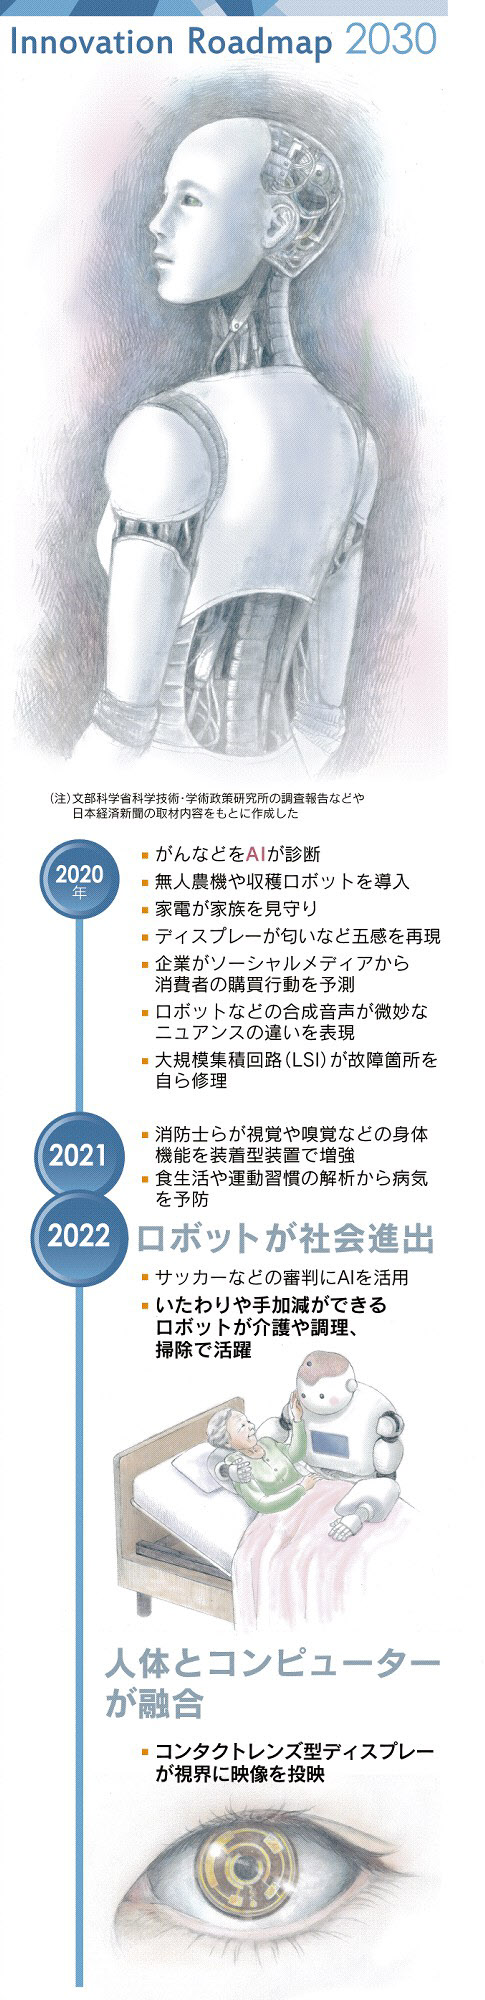 Innovation Roadmap 2030
(注)文部科学省科学技術・学術政策研究所の調査報告などや
日本経済新聞の取材内容をもとに作成した
2020
年
がんなどをAIが診断
無人農機や収穫ロボットを導入
家電が家族を見守り
ディスプレーが匂いなど五感を再現
企業がソーシャルメディアから
消費者の購買行動を予測
ロボットなどの合成音声が微妙な
ニュアンスの違いを表現
大規模集積回路(LSI)が故障箇所を
自ら修理
2021
消防士らが視覚や嗅覚などの身体
機能を装着型装置で増強
食生活や運動習慣の解析から病気
を予防
2022
ロボットが社会進出
サッカーなどの審判にAIを活用
いたわりや手加減ができる
ロボットが介護や調理、
掃除で活躍
人体とコンピューター
が融合
コンタクトレンズ型ディスプレー
が視界に映像を投映